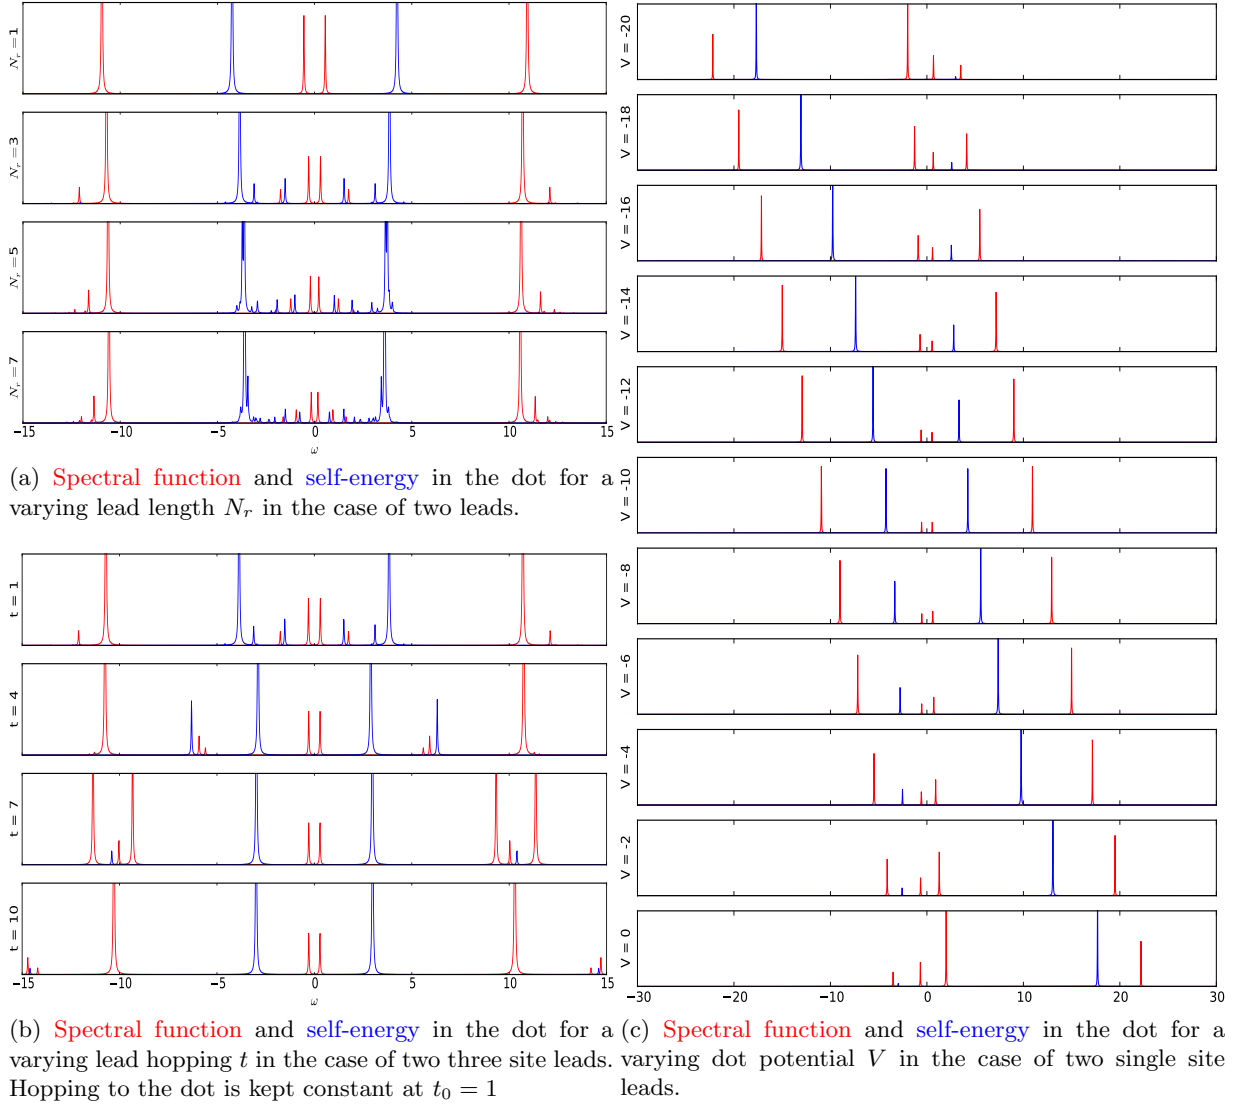 N_r = 1
N_r = 3
N_r = 5
N_r = 7
−15 −10 −5 0 5 10 15
ω
(a) Spectral function and self-energy in the dot for a
varying lead length N_r in the case of two leads.
t = 1
t = 4
t = 7
t = 10
−15 −10 −5 0 5 10 15
ω
(b) Spectral function and self-energy in the dot for a
varying lead hopping t in the case of two three site leads.
Hopping to the dot is kept constant at t_0 = 1
V = -20
V = -18
V = -16
V = -14
V = -12
V = -10
V = -8
V = -6
V = -4
V = -2
V = 0
−30 −20 −10 0 10 20 30
(c) Spectral function and self-energy in the dot for a
varying dot potential V in the case of two single site
leads.